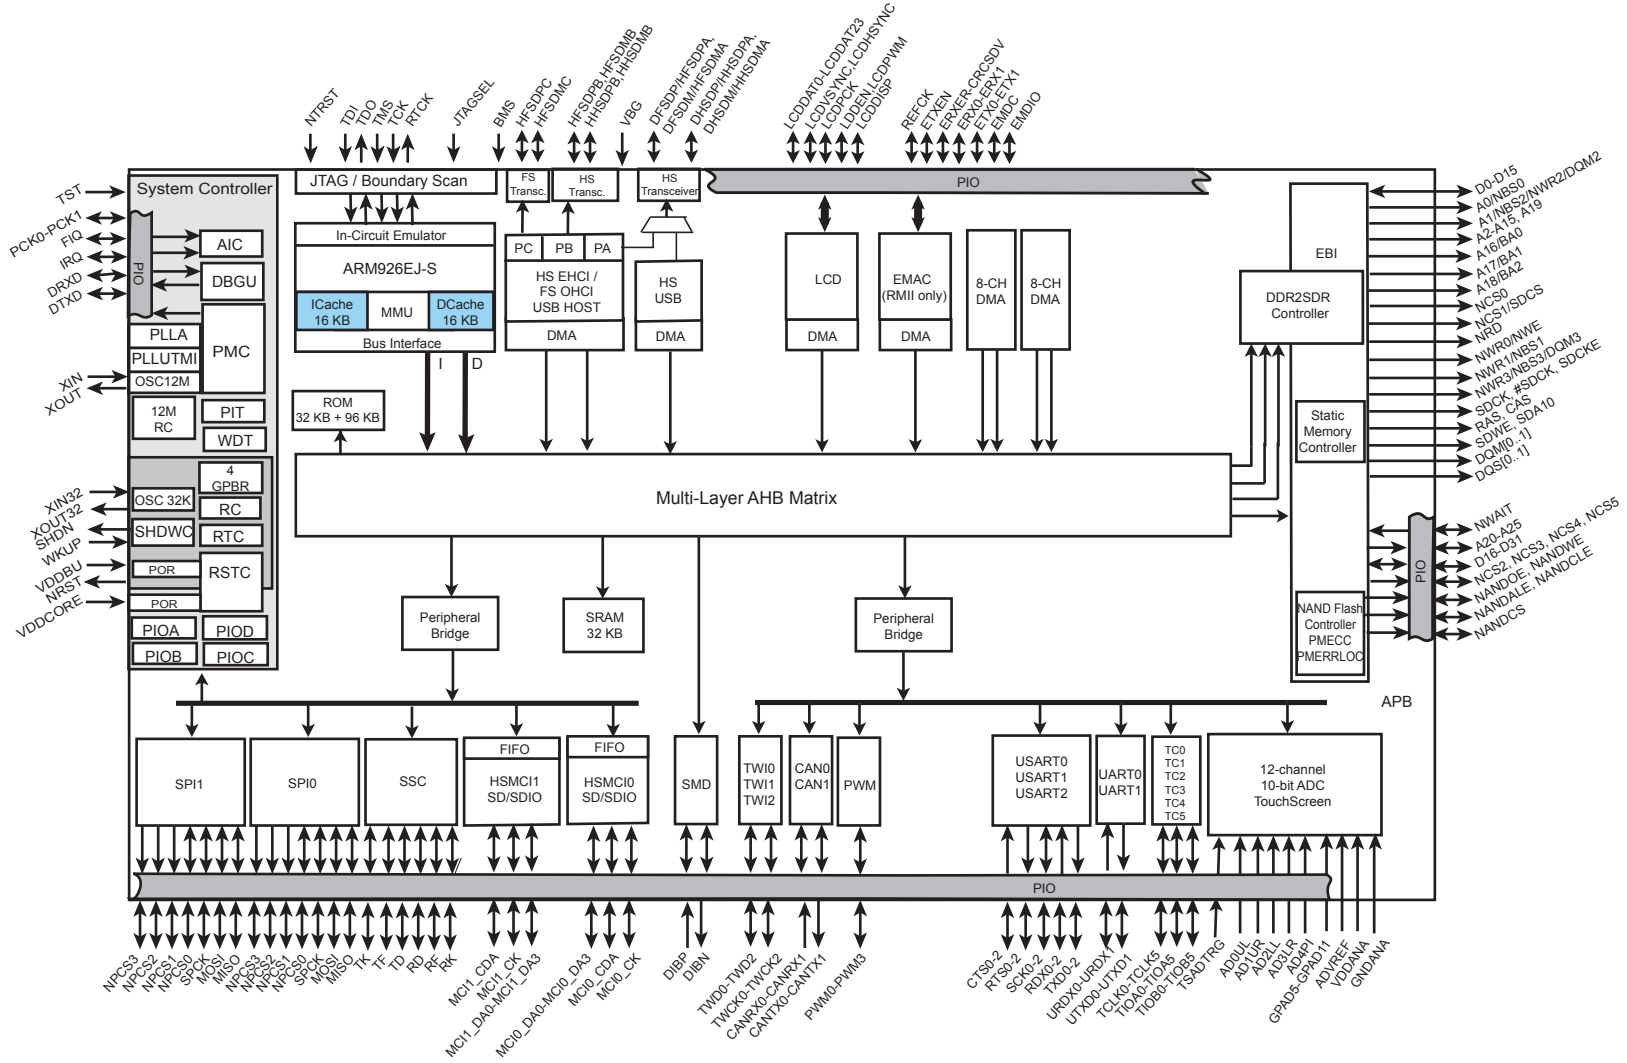 NTRST
TDI
TDO
TMS
TCK
RTCK
JTAGSEL
BMS
HFSDPC
HFSDMC
HFSDPB,HFSDMB
HHSDPB,HHSDMB
VBG
DFSDP/HFSDPA,
DFSDM/HFSDMA
DHSDP/HHSDPA,
DHSDM/HHSDMA
LCDDAT0-LCDDAT23
LCDVSYNC,LCDHSYNC
LCDPCK
LDDEN,LCDPWM
LCDDISP
REFCK
ETXEN
ERXER-CRCSDV
ERX0-ERX1
ETX0-ETX1
EMDC
EMDIO
TST
PCK0-PCK1
FIQ
IRQ
DRXD
DTXD
XIN
XOUT
XIN32
XOUT32
SHDN
WKUP
VDDBU
NRST
VDDCORE
System Controller
PIO
AIC
DBGU
PLLA
PLLUTMI
OSC12M
PMC
12M
RC
PIT
WDT
4
GPBR
OSC 32K
RC
SHDWC
RTC
POR
RSTC
POR
PIOA
PIOD
PIOB
PIOC
JTAG / Boundary Scan
In-Circuit Emulator
ARM926EJ-S
ICache
16 KB
MMU
DCache
16 KB
Bus Interface
I
D
FS
Transc.
HS
Transc.
HS
Transceiver
PIO
PC
PB
PA
HS EHCI /
FS OHCI
USB HOST
DMA
HS
USB
DMA
LCD
DMA
EMAC
(RMII only)
DMA
8-CH
DMA
8-CH
DMA
EBI
DDR2SDR
Controller
Static
Memory
Controller
NAND Flash
Controller
PMECC
PMERRLOC
PIO
D0-D15
A0/NBS0
A1/NBS2/NWR2/DQM2
A2-A15, A19
A16/BA0
A17/BA1
A18/BA2
NCS0
NCS1/SDCS
NRD
NWR0/NWE
NWR1/NBS1
NWR3/NBS3/DQM3
SDCK, #SDCK, SDCKE
RAS, CAS
SDWE, SDA10
DQM[0..1]
DQS[0..1]
NWAIT
A20-A25
D16-D31
NCS2, NCS3, NCS4, NCS5
NANDOE, NANDWE
NANDALE, NANDCLE
NANDCS
ROM
32 KB + 96 KB
Multi-Layer AHB Matrix
Peripheral
Bridge
SRAM
32 KB
Peripheral
Bridge
APB
SPI1
SPI0
SSC
FIFO
HSMCI1
SD/SDIO
FIFO
HSMCI0
SD/SDIO
SMD
TWI0
TWI1
TWI2
CAN0
CAN1
PWM
USART0
USART1
USART2
UART0
UART1
TC0
TC1
TC2
TC3
TC4
TC5
12-channel
10-bit ADC
TouchScreen
PIO
NPCS3
NPCS2
NPCS1
NPCS0
SPCK
MOSI
MISO
NPCS3
NPCS2
NPCS1
NPCS0
SPCK
MOSI
MISO
TK
TF
TD
RD
RF
RK
MCI1_CDA
MCI1_CK
MCI1_DA0-MCI1_DA3
MCI0_DA0-MCI0_DA3
MCI0_CDA
MCI0_CK
DIBP
DIBN
TWD0-TWD2
TWCK0-TWCK2
CANRX0-CANRX1
CANTX0-CANTX1
PWM0-PWM3
CTS0-2
RTS0-2
SCK0-2
RDX0-2
TXD0-2
URDX0-URDX1
UTXD0-UTXD1
TCLK0-TCLK5
TIOA0-TIOA5
TIOB0-TIOB5
TSADTRG
AD0UL
AD1UR
AD2LL
AD3LR
AD4PI
GPAD5-GPAD11
ADVREF
VDDANA
GNDANA